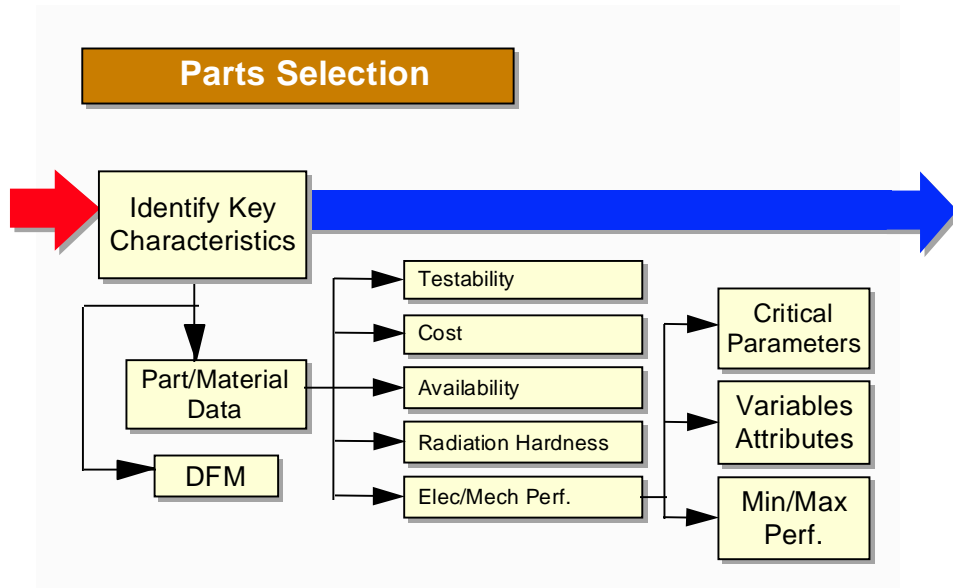 Parts Selection
Identify Key
Characteristics
Testability
Cost
Availability
Radiation Hardness
Elec/Mech Perf.
Part/Material
Data
DFM
Critical
Parameters
Variables
Attributes
Min/Max
Perf.